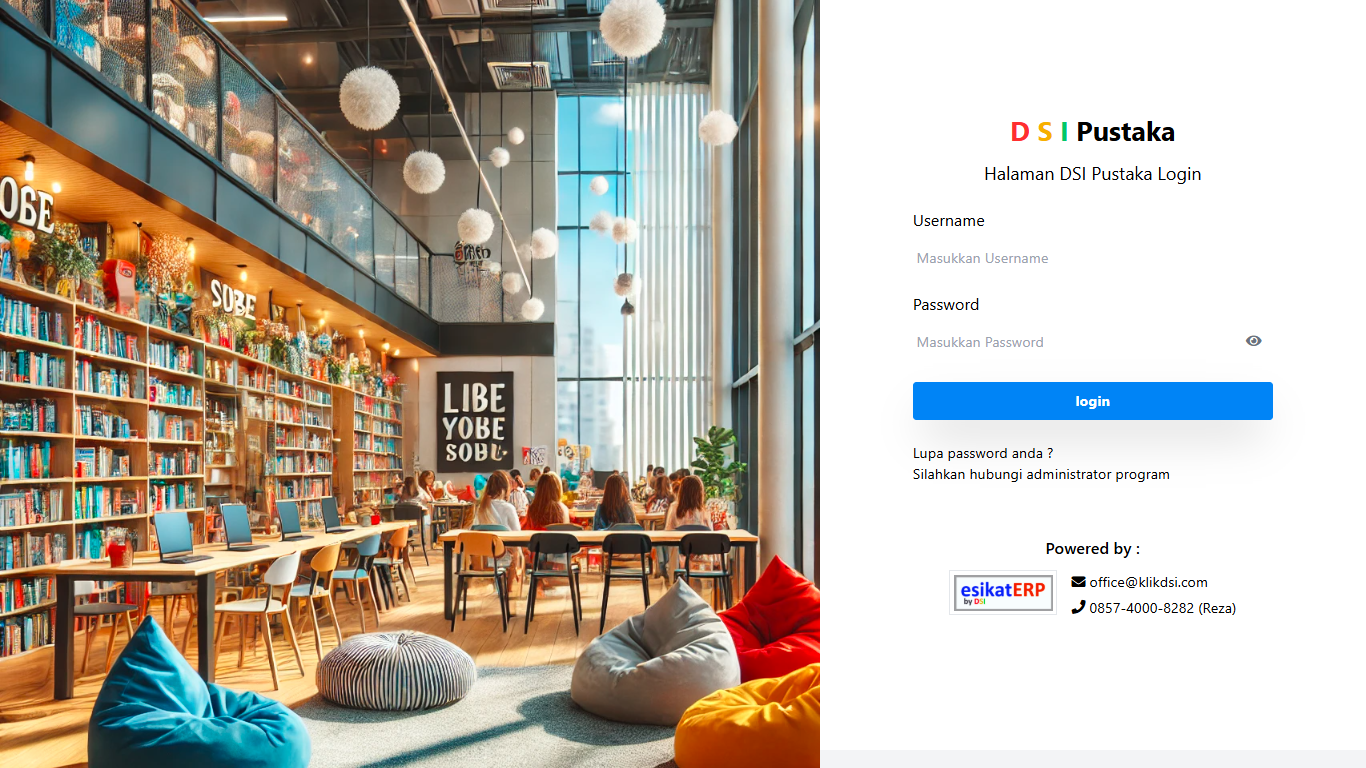 OBE
SOBE
LIBE
YOBE
SOBU
D S I Pustaka
Halaman DSI Pustaka Login
Username
Masukkan Username
Password
Masukkan Password
login
Lupa password anda ?
Silahkan hubungi administrator program
Powered by :
esikatERP
by DSI
office@klikdsi.com
0857-4000-8282 (Reza)